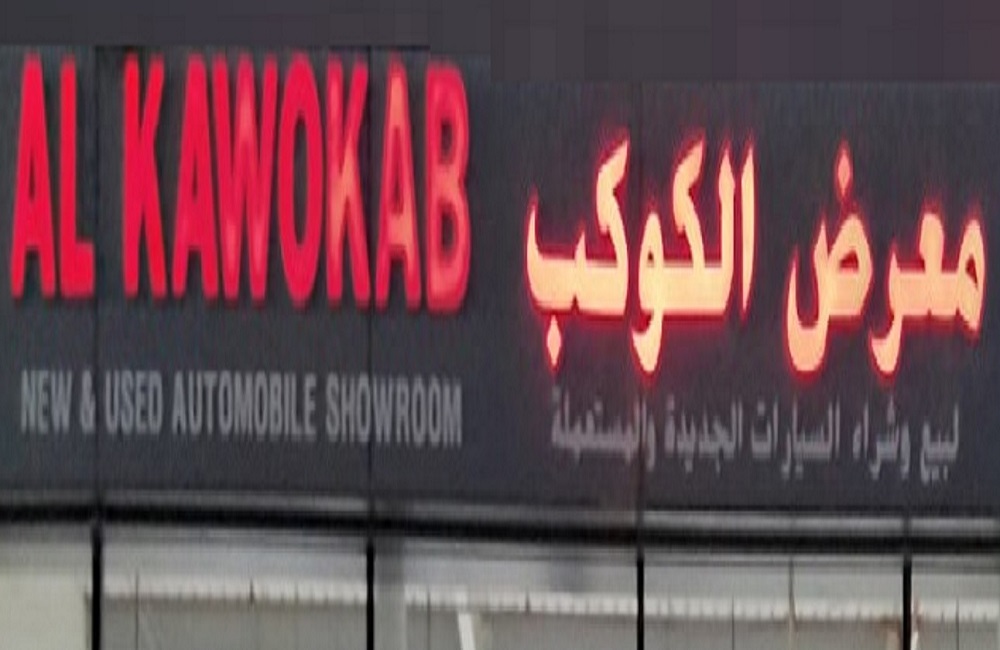 AL KAWOKAB
معرض الكوكب
NEW & USED AUTOMOBILE SHOWROOM
لبيع وشراء السيارات الجديدة والمستعملة